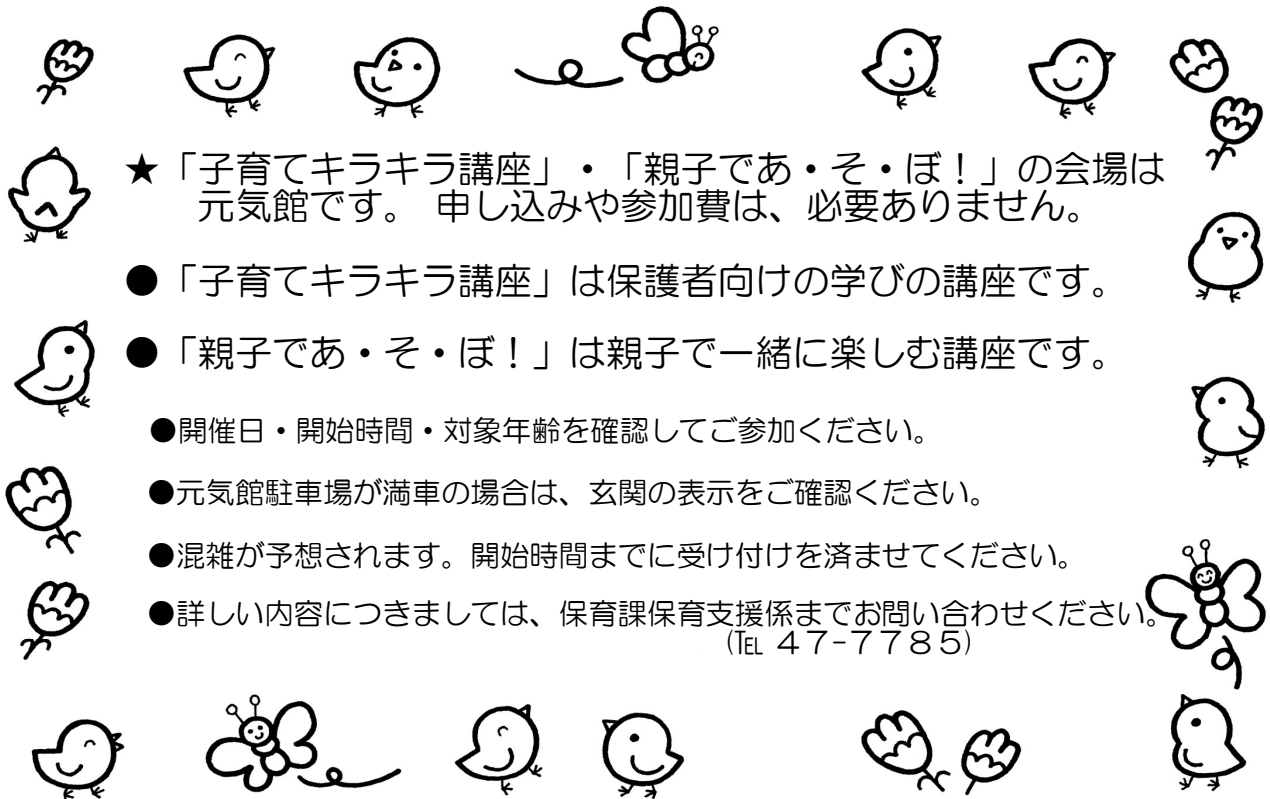 ★「子育てキラキラ講座」・「親子であ・そ・ぼ！」の会場は
元気館です。 申し込みや参加費は、必要ありません。
●「子育てキラキラ講座」は保護者向けの学びの講座です。
●「親子であ・そ・ぼ！」は親子で一緒に楽しむ講座です。
●開催日・開始時間・対象年齢を確認してご参加ください。
●元気館駐車場が満車の場合は、玄関の表示をご確認ください。
●混雑が予想されます。開始時間までに受け付けを済ませてください。
●詳しい内容につきましては、保育課保育支援係までお問い合わせください。
(℡ ４７-７７８５)